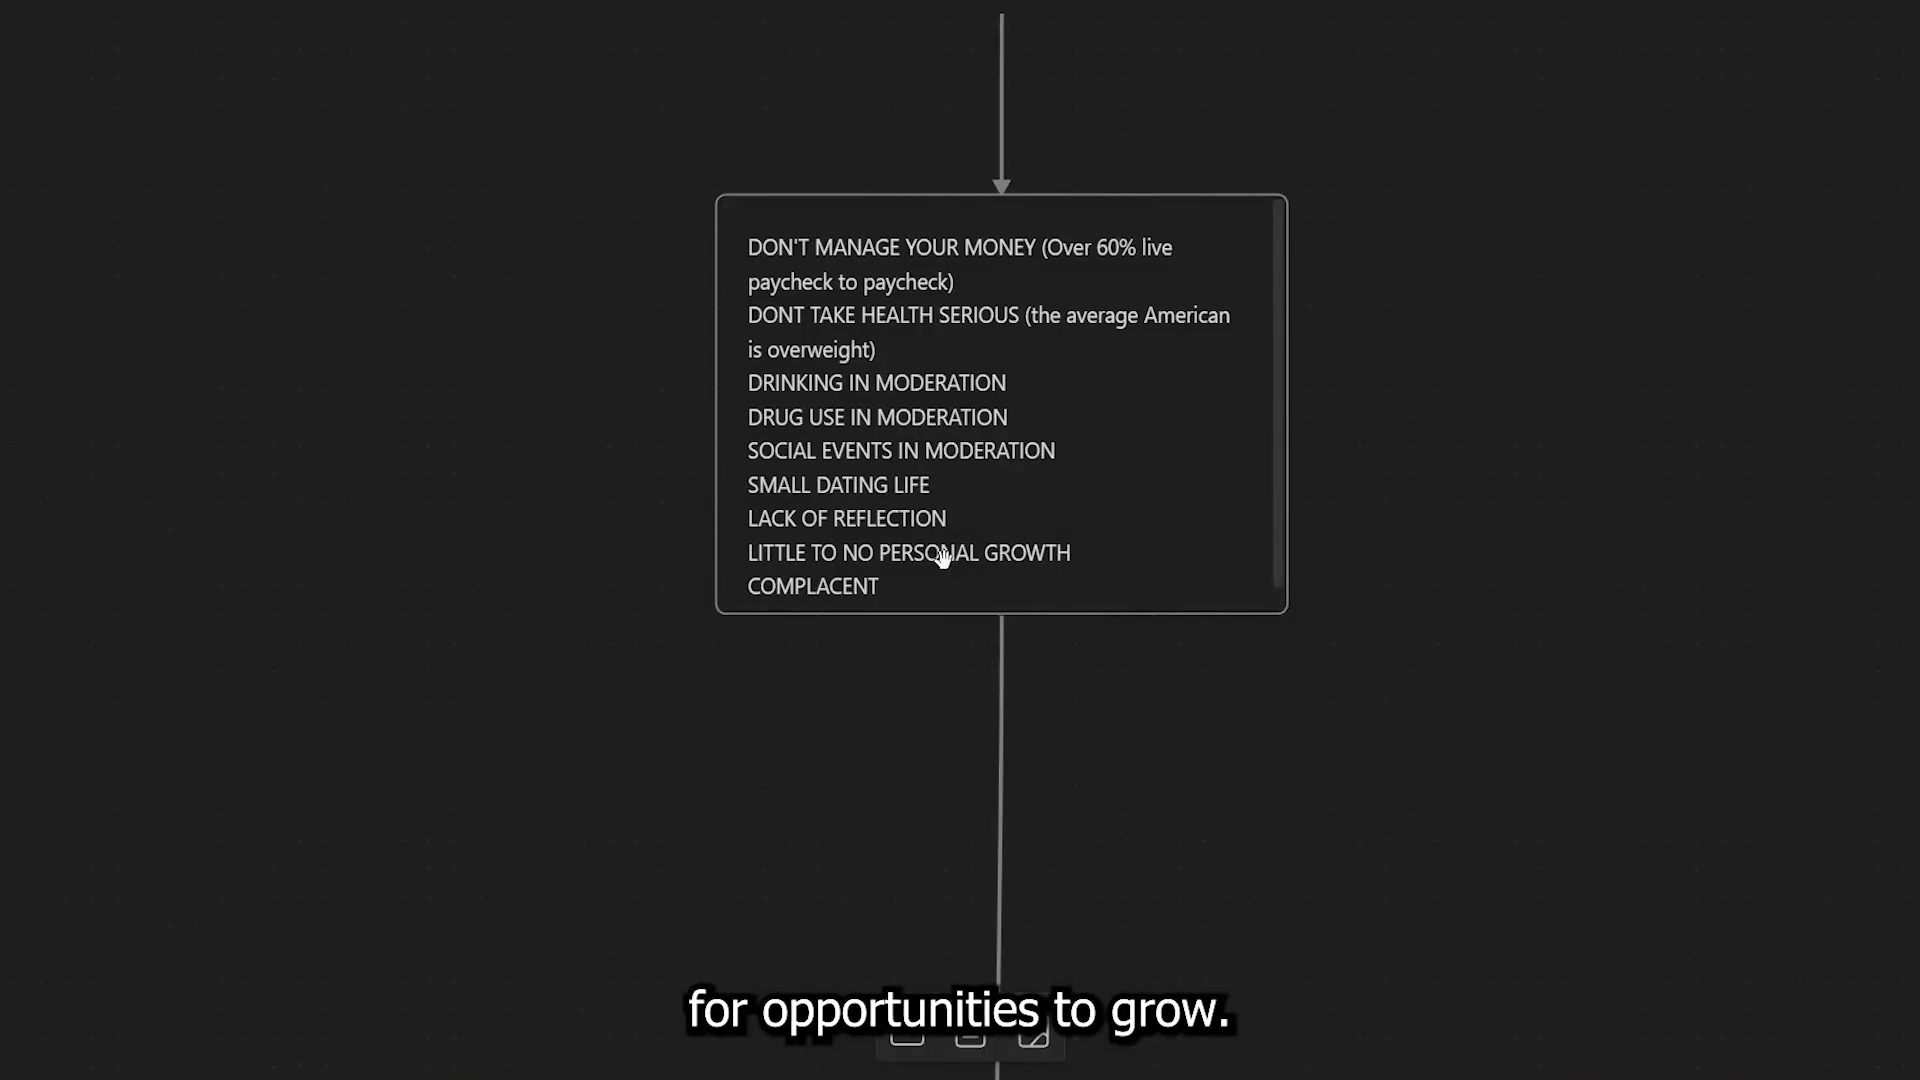 DON'T MANAGE YOUR MONEY (Over 60% live
paycheck to paycheck)
DONT TAKE HEALTH SERIOUS (the average American
is overweight)
DRINKING IN MODERATION
DRUG USE IN MODERATION
SOCIAL EVENTS IN MODERATION
SMALL DATING LIFE
LACK OF REFLECTION
LITTLE TO NO PERSONAL GROWTH
COMPLACENT
for opportunities to grow.